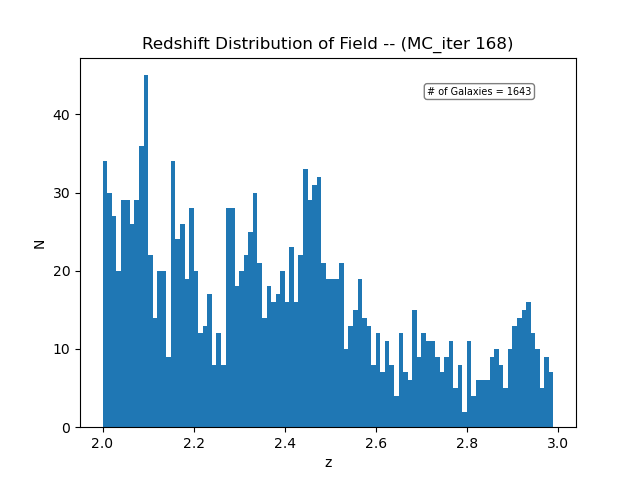 Redshift Distribution of Field -- (MC_iter 168)
# of Galaxies = 1643
40
30
20
10
0
N
2.0 2.2 2.4 2.6 2.8 3.0
z